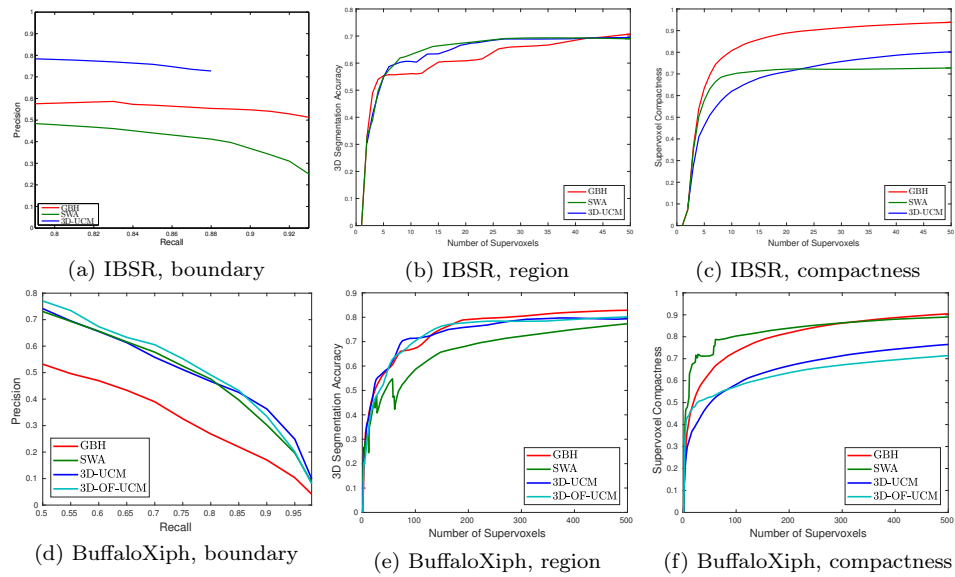 1
0.9
0.8
0.7
0.6
0.5
0.4
0.3
0.2
0.1
0
0.8 0.82 0.84 0.86 0.88 0.9 0.92
Precision
Recall
GBH
SWA
3D-UCM
(a) IBSR, boundary
0.8
0.7
0.6
0.5
0.4
0.3
0.2
0.1
0
0 5 10 15 20 25 30 35 40 45 50
3D Segmentation Accuracy
Number of Supervoxels
GBH
SWA
3D-UCM
(b) IBSR, region
1
0.9
0.8
0.7
0.6
0.5
0.4
0.3
0.2
0.1
0
0 5 10 15 20 25 30 35 40 45 50
Supervoxel Compactness
Number of Supervoxels
GBH
SWA
3D-UCM
(c) IBSR, compactness
0.8
0.7
0.6
0.5
0.4
0.3
0.2
0.1
0
0.5 0.55 0.6 0.65 0.7 0.75 0.8 0.85 0.9 0.95
Precision
Recall
GBH
SWA
3D-UCM
3D-OF-UCM
(d) BuffaloXiph, boundary
0.9
0.8
0.7
0.6
0.5
0.4
0.3
0.2
0.1
0
0 100 200 300 400 500
3D Segmentation Accuracy
Number of Supervoxels
GBH
SWA
3D-UCM
3D-OF-UCM
(e) BuffaloXiph, region
1
0.9
0.8
0.7
0.6
0.5
0.4
0.3
0.2
0.1
0
0 100 200 300 400 500
Supervoxel Compactness
Number of Supervoxels
GBH
SWA
3D-UCM
3D-OF-UCM
(f) BuffaloXiph, compactness